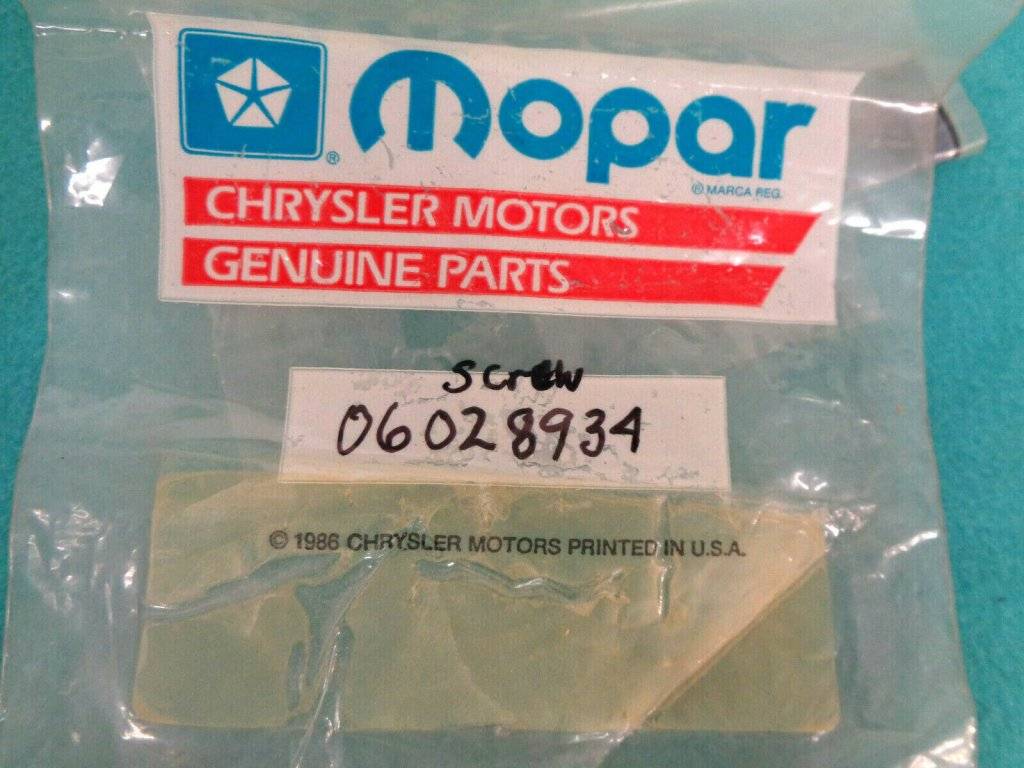 mopar
®
® MARCA REG.
CHRYSLER MOTORS
GENUINE PARTS
screw
06028934
© 1986 CHRYSLER MOTORS PRINTED IN U.S.A.